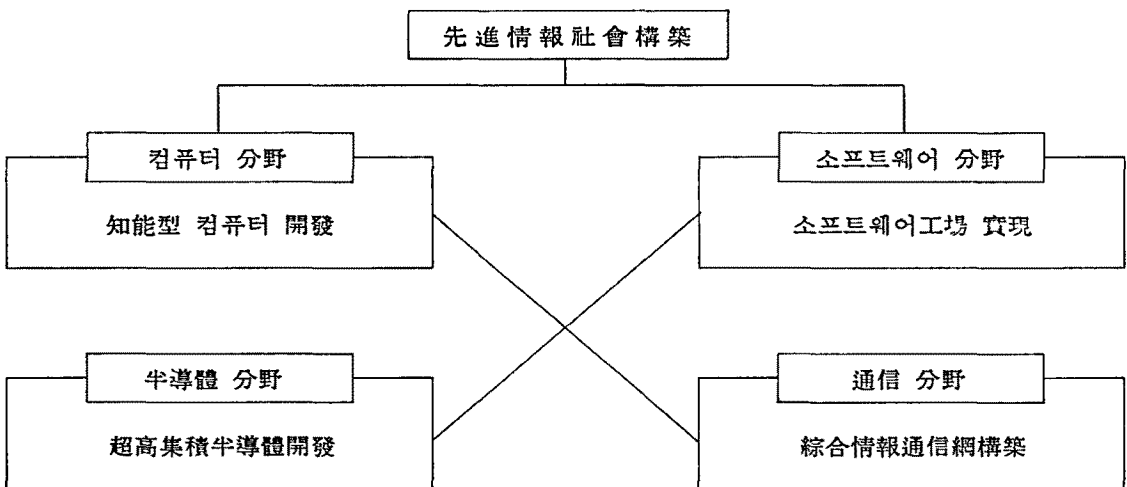 先進情報社會構築
컴퓨터 分野
知能型 컴퓨터 開發
소프트웨어 分野
소프트웨어工場 實現
半導體 分野
超高集積半導體開發
通信 分野
綜合情報通信網構築